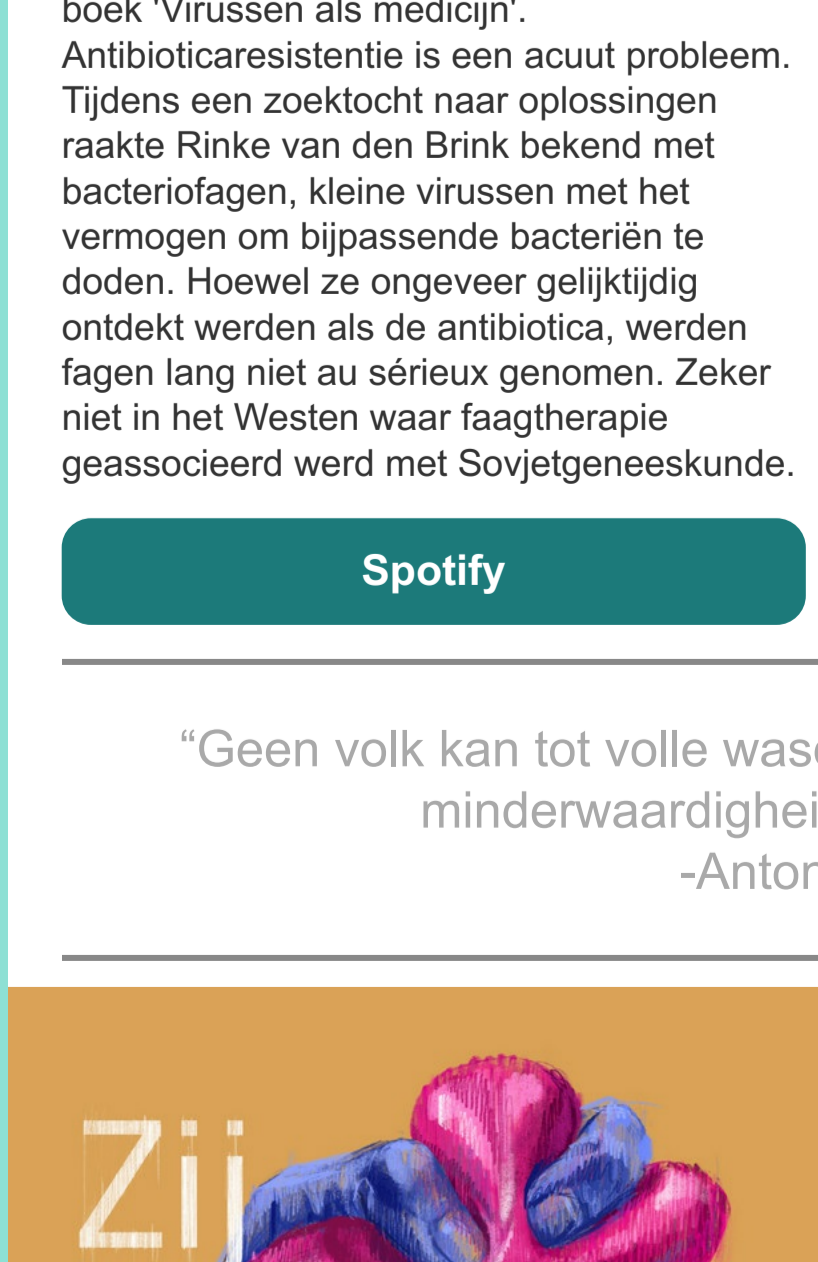 boek 'Virussen als medicijn'.
Antibioticaresistentie is een acuut probleem.
Tijdens een zoektocht naar oplossingen
raakte Rinke van den Brink bekend met
bacteriofagen, kleine virussen met het
vermogen om bijpassende bacteriën te
doden. Hoewel ze ongeveer gelijktijdig
ontdekt werden als de antibiotica, werden
fagen lang niet au sérieux genomen. Zeker
niet in het Westen waar faagtherapie
geassocieerd werd met Sovjetgeneeskunde.
Spotify
“Geen volk kan tot volle
-
Zij